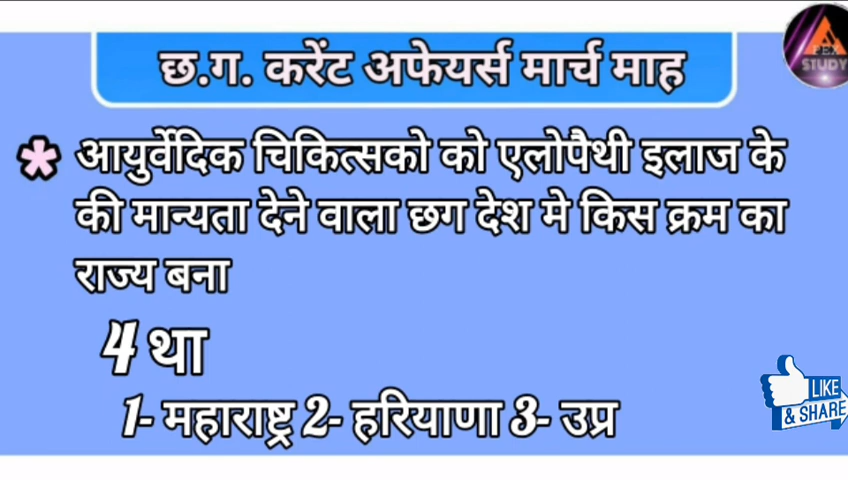 छ.ग. करेंट अफेयर्स मार्च माह
PEX
STUDY
* आयुर्वेदिक चिकित्सको को एलोपैथी इलाज के
की मान्यता देने वाला छग देश मे किस क्रम का
राज्य बना
4 था
1- महाराष्ट्र 2- हरियाणा 3- उप्र
LIKE
& SHARE